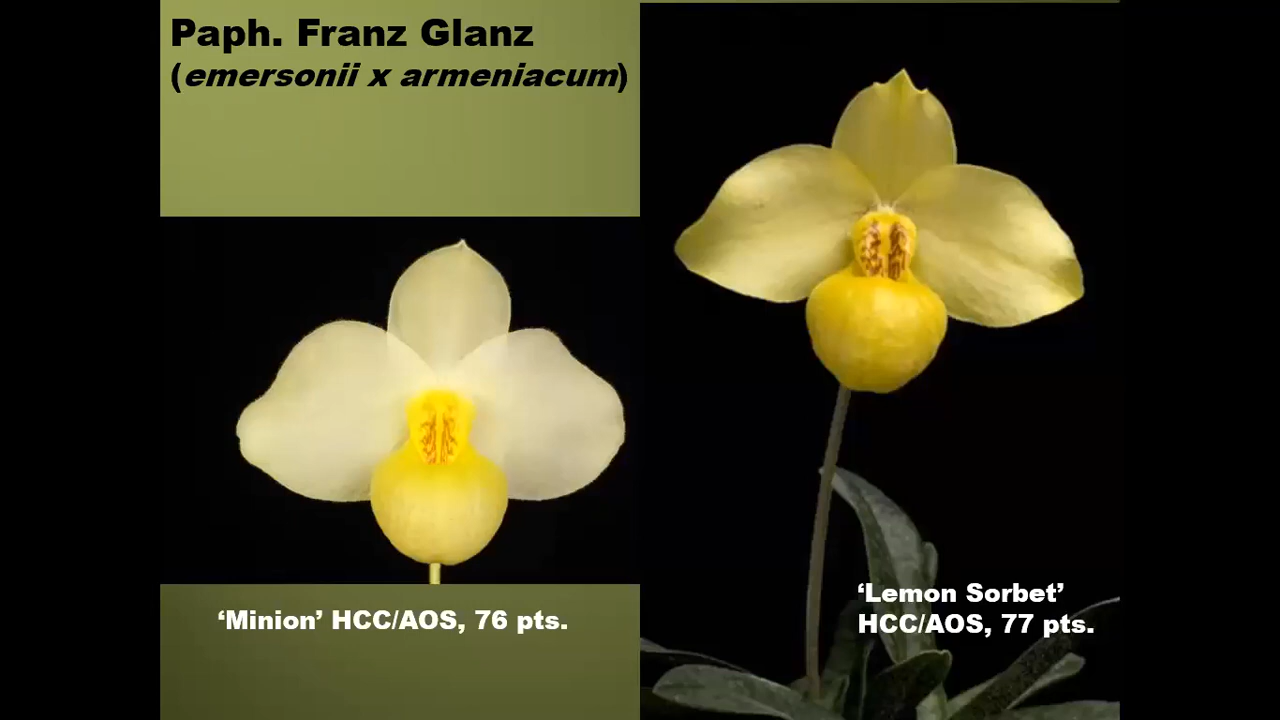 Paph. Franz Glanz
(emersonii x armeniacum)
‘Minion’ HCC/AOS, 76 pts.
‘Lemon Sorbet’
HCC/AOS, 77 pts.